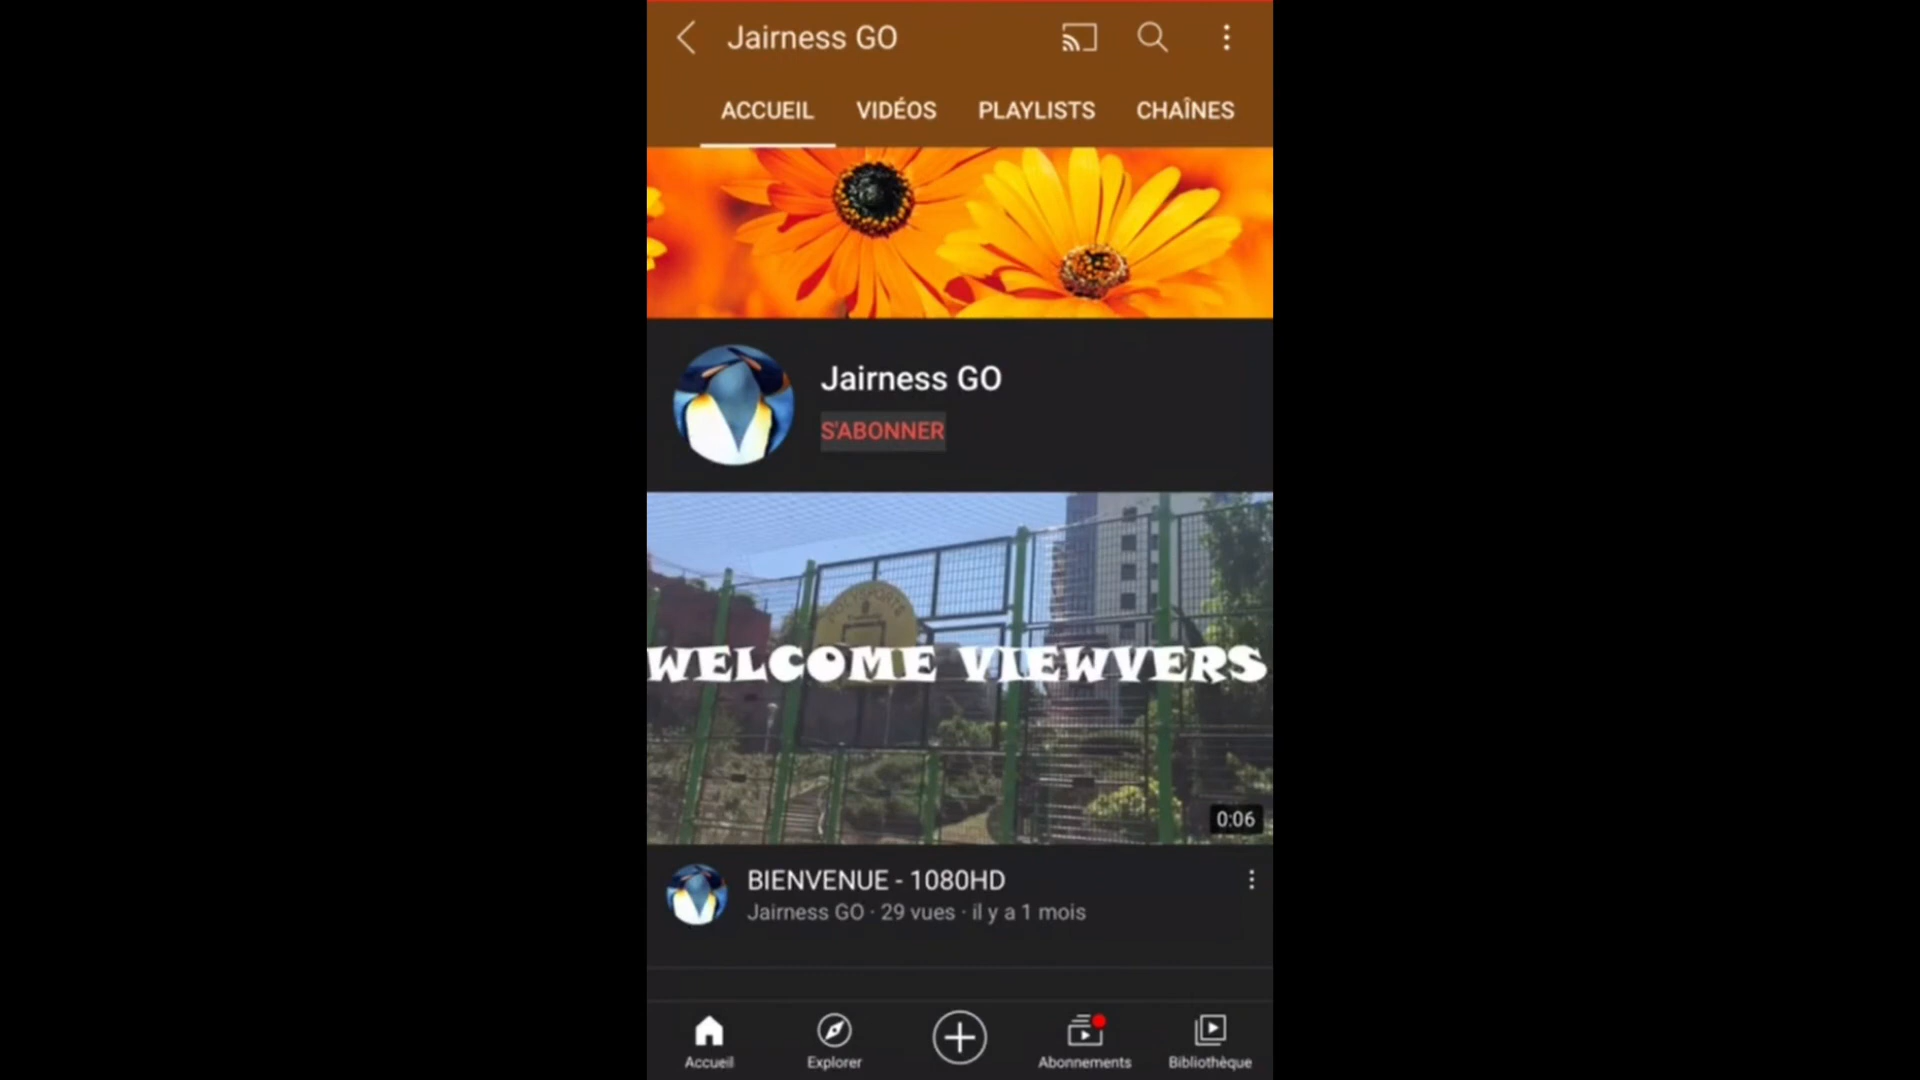 Jairness GO
ACCUEIL VIDÉOS PLAYLISTS CHAÎNES
Jairness GO
S'ABONNER
POLYSPORTS
WELCOME VIEWVERS
0:06
BIENVENUE - 1080HD
Jairness GO · 29 vues · il y a 1 mois
Accueil Explorer Abonnements Bibliothèque